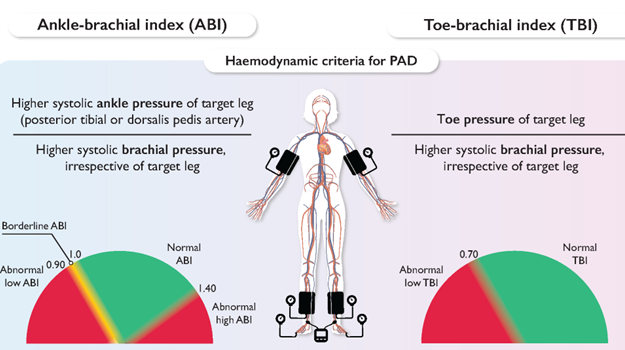 Ankle-brachial index (ABI)
Toe-brachial index (TBI)
Haemodynamic criteria for PAD
Higher systolic ankle pressure of target leg
(posterior tibial or dorsalis pedis artery)
Higher systolic brachial pressure,
irrespective of target leg
Toe pressure of target leg
Higher systolic brachial pressure,
irrespective of target leg
Borderline ABI
0.90
1.0
Abnormal
low ABI
Normal
ABI
1.40
Abnormal
high ABI
0.70
Abnormal
low TBI
Normal
TBI